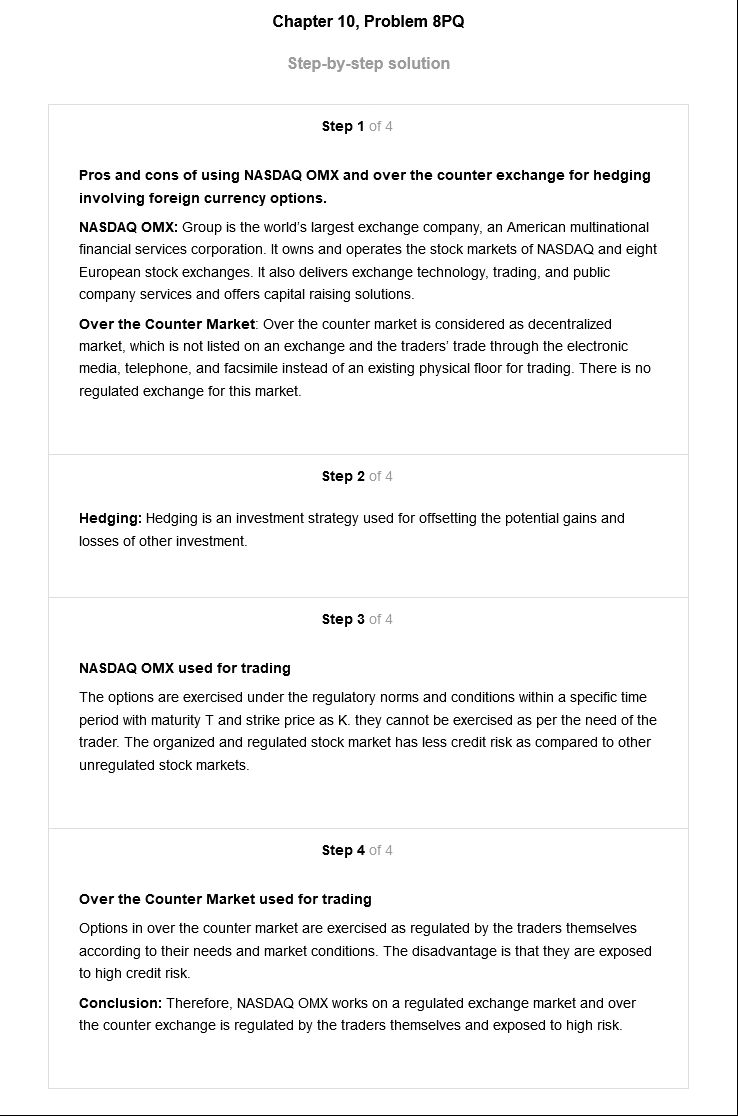 Chapter 10, Problem 8PQ
Step-by-step solution
Step 1 of 4
Pros and cons of using NASDAQ OMX and over the counter exchange for hedging
involving foreign currency options.
NASDAQ OMX: Group is the world's largest exchange company, an American multinational
financial services corporation. It owns and operates the stock markets of NASDAQ and eight
European stock exchanges. It also delivers exchange technology, trading, and public
company services and offers capital raising solutions.
Over the Counter Market: Over the counter market is considered as decentralized
market, which is not listed on an exchange and the traders' trade through the electronic
media, telephone, and facsimile instead of an existing physical floor for trading. There is no
regulated exchange for this market.
Step 2 of 4
Hedging: Hedging is an investment strategy used for offsetting the potential gains and
losses of other investment.
Step 3 of 4
NASDAQ OMX used for trading
The options are exercised under the regulatory norms and conditions within a specific time
period with maturity T and strike price as K. they cannot be exercised as per the need of the
trader. The organized and regulated stock market has less credit risk as compared to other
unregulated stock markets.
Step 4 of 4
Over the Counter Market used for trading
Options in over the counter market are exercised as regulated by the traders themselves
according to their needs and market conditions. The disadvantage is that they are exposed
to high credit risk.
Conclusion: Therefore, NASDAQ OMX works on a regulated exchange market and over
the counter exchange is regulated by the traders themselves and exposed to high risk.